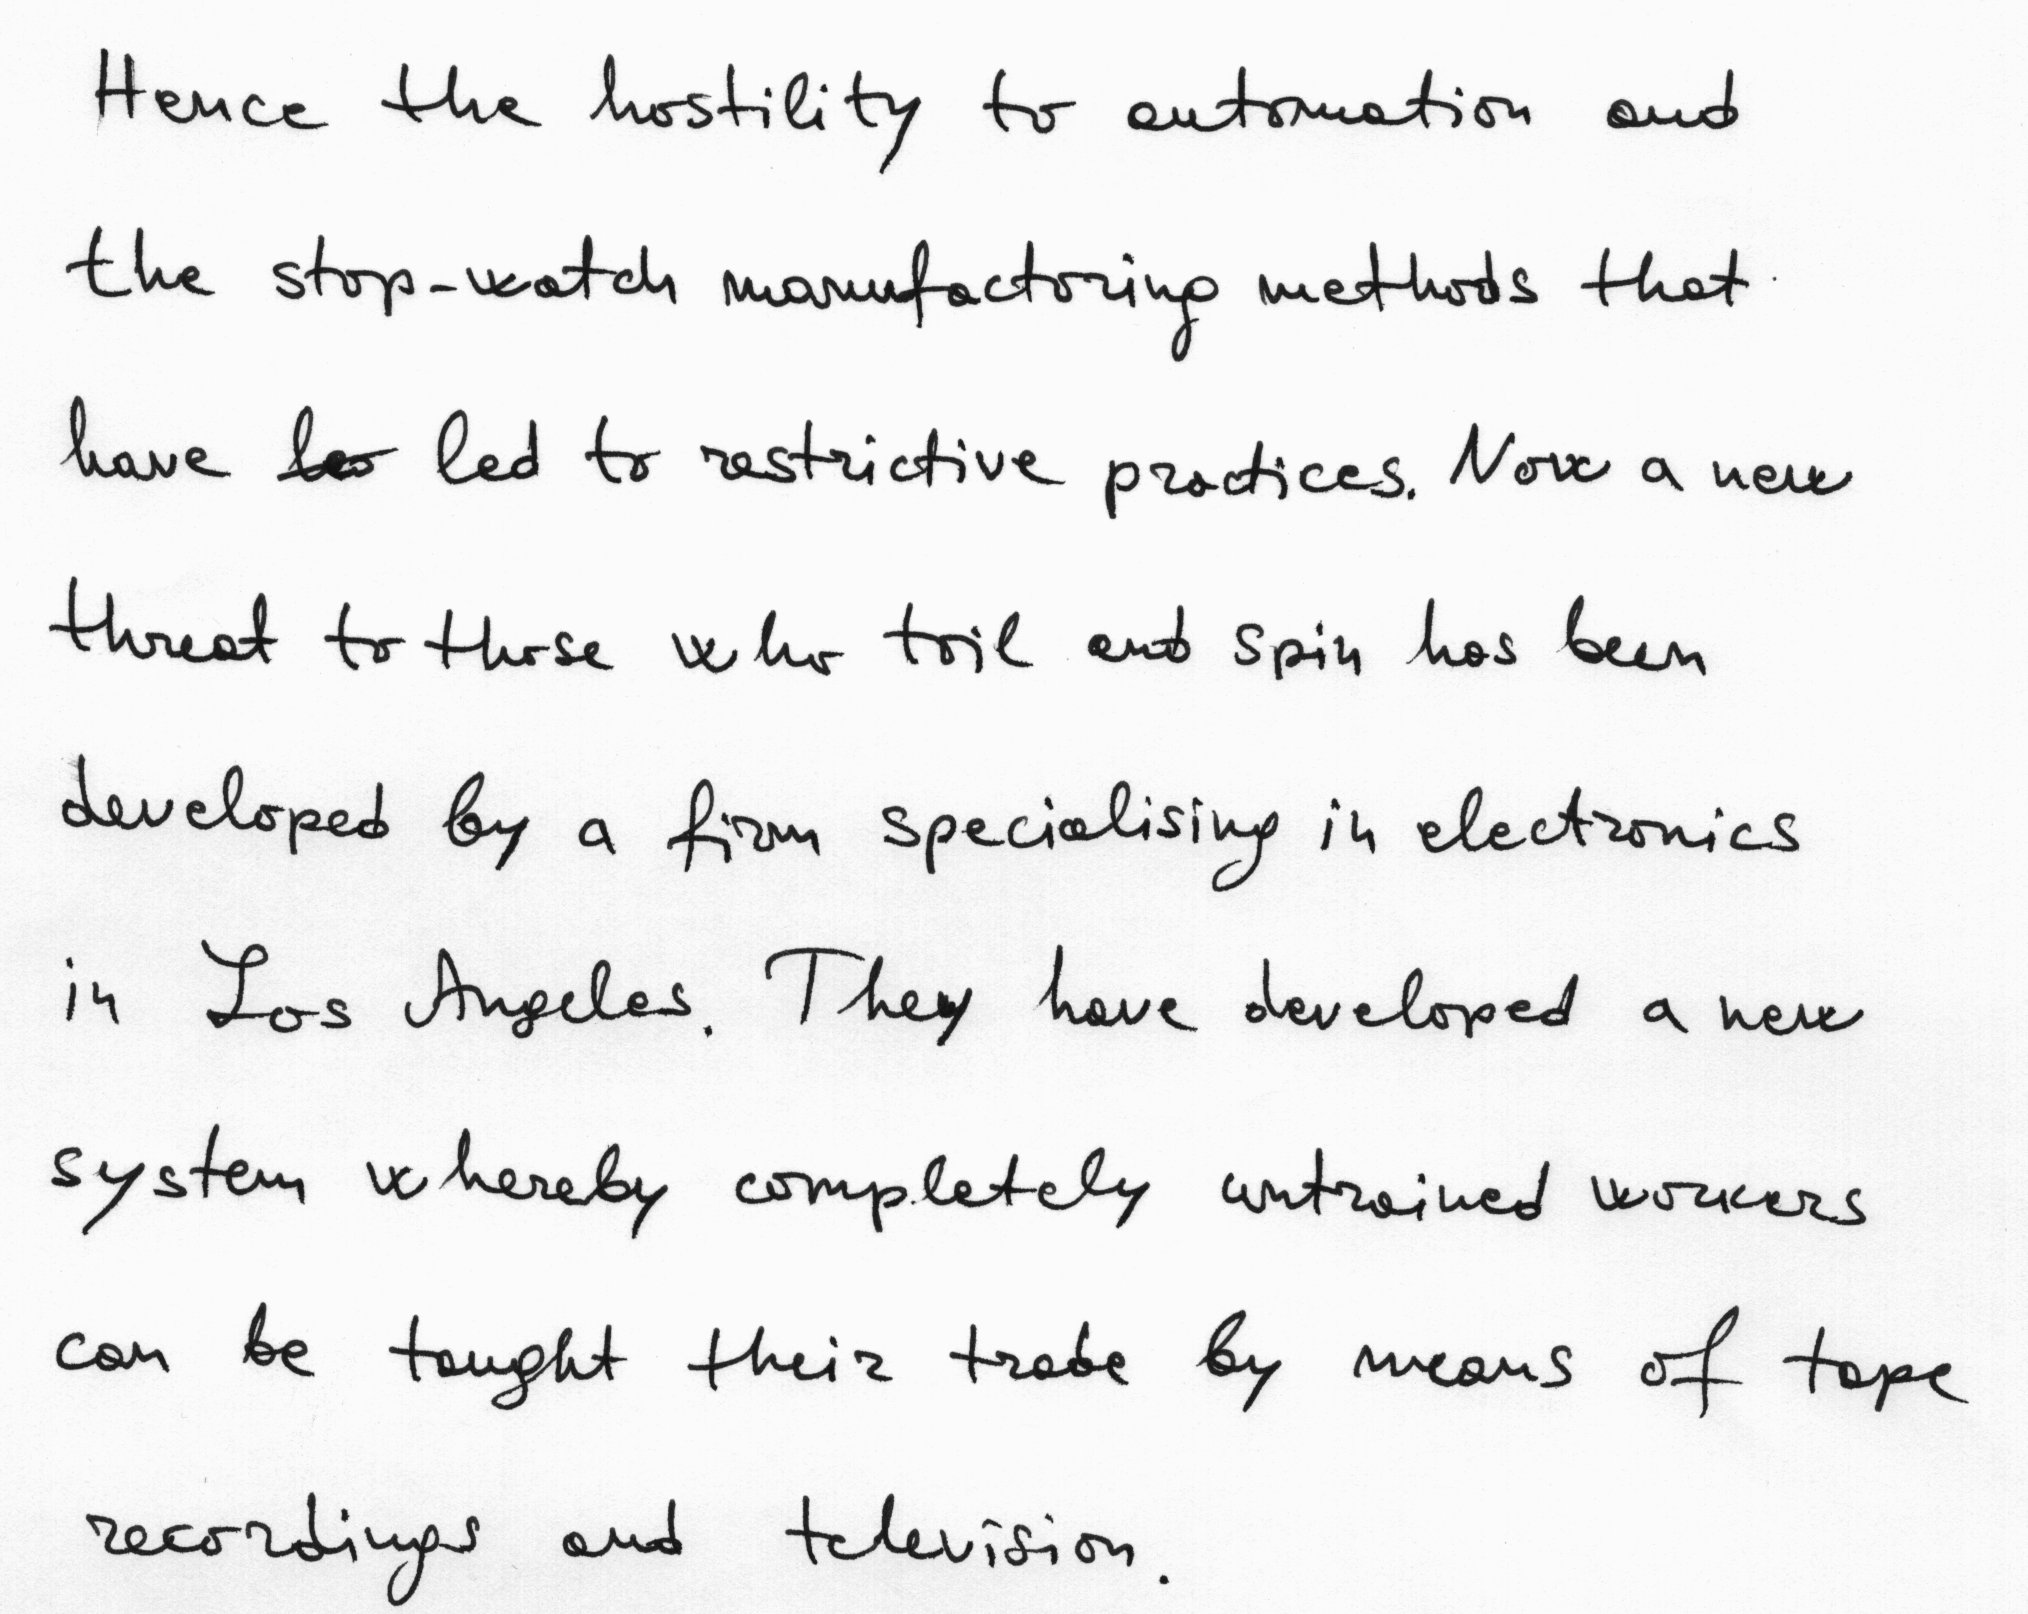 Hence the hostility to automation and
the stop-watch manufactoring methods that
have led to restrictive practices. Now a new
threat to those who toil and spin has been
developed by a firm specialising in electronics
in Los Angeles. They have developed a new
system whereby completely untrained workers
can be taught their trade by means of tape
recordings and television.